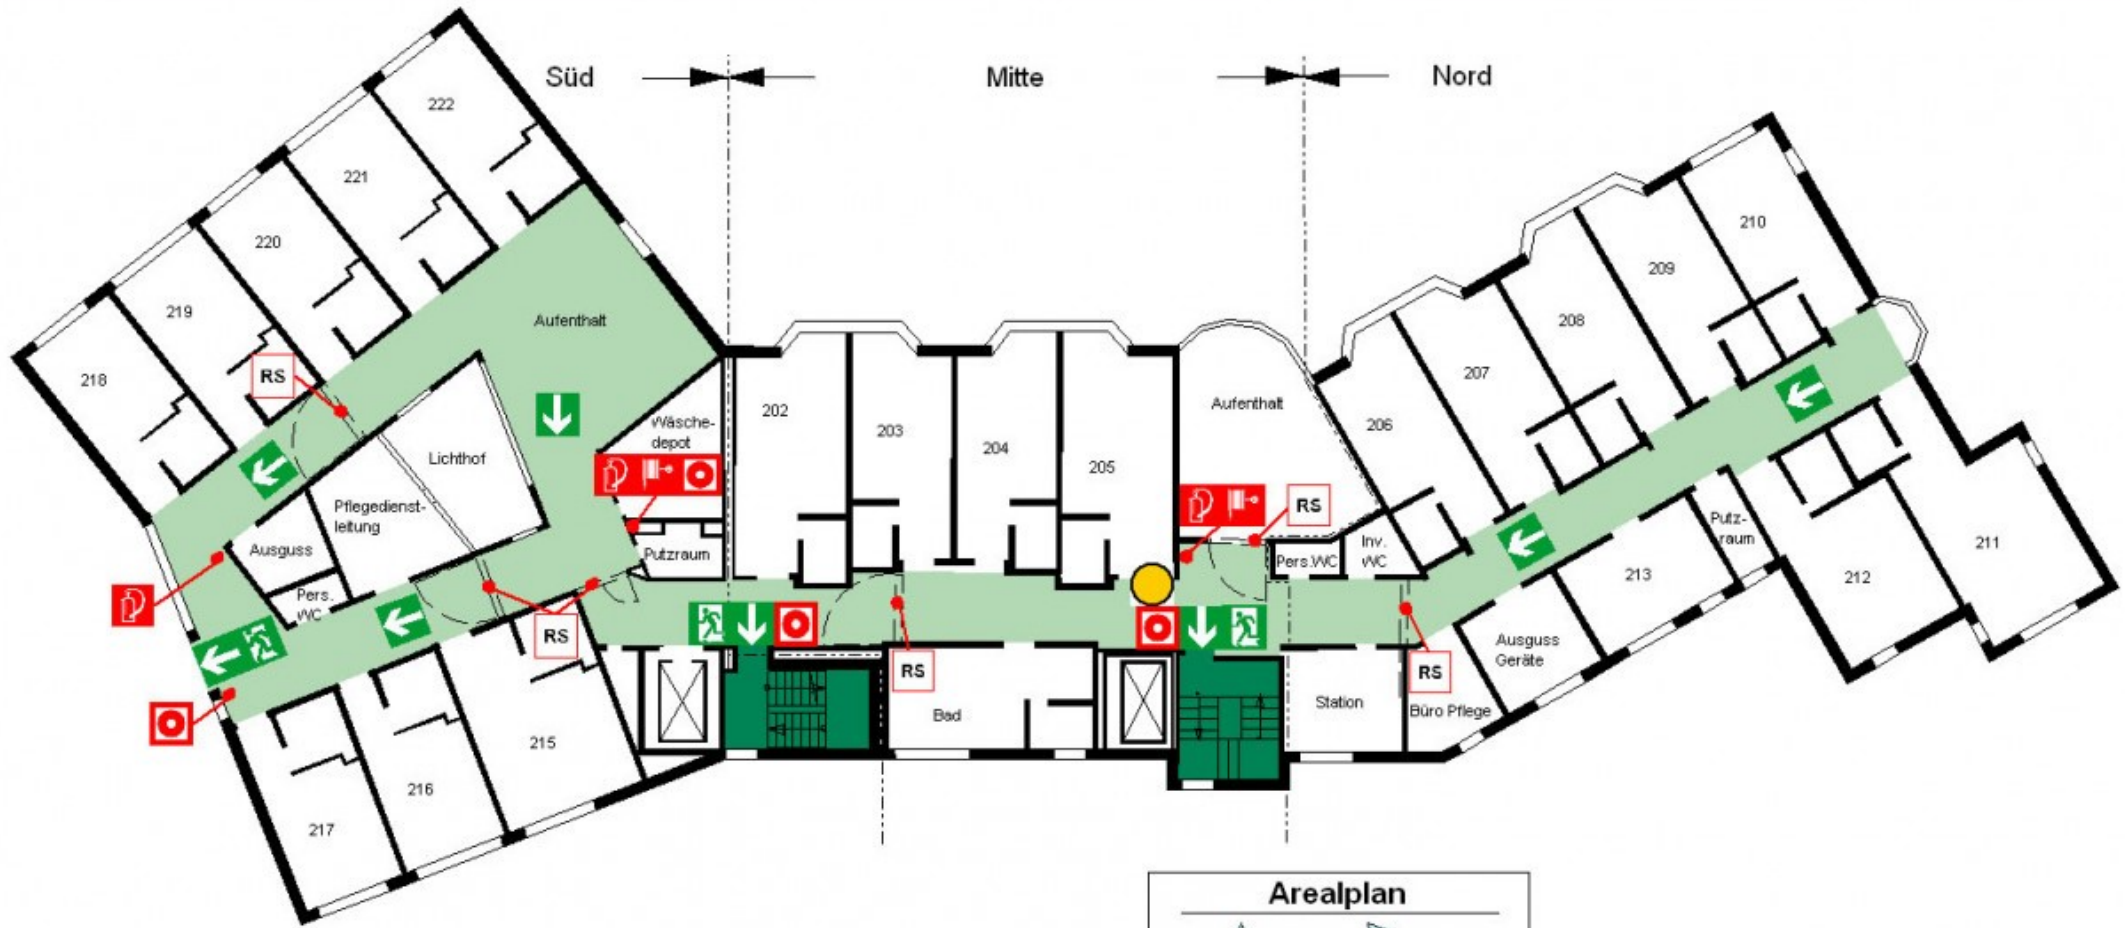 Süd
Mitte
Nord
222
221
220
219
218
210
209
208
207
206
Aufenthalt
RS
Lichthof
Wäsche-
depot
202
203
204
205
Aufenthalt
Pflegedienst-
leitung
Ausguss
Pers.
WC
Putzraum
RS
Pers.WC
Inv.
WC
Putz-
raum
211
212
213
RS
RS
RS
Ausguss
Geräte
Station
Büro Pflege
Bad
215
216
217
Arealplan